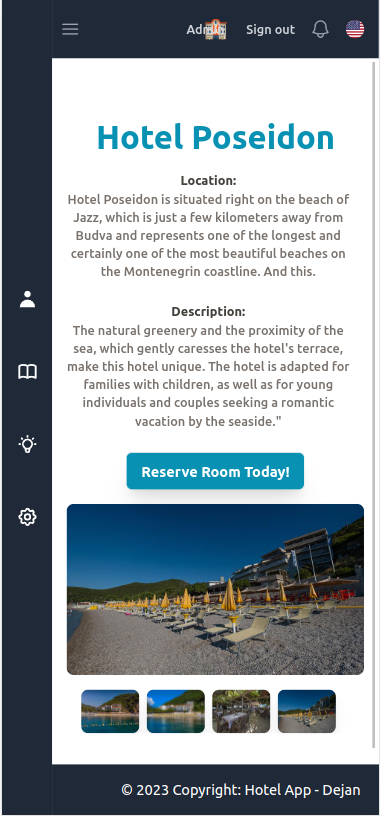 Admin
Sign out
Hotel Poseidon
Location:
Hotel Poseidon is situated right on the beach of
Jazz, which is just a few kilometers away from
Budva and represents one of the longest and
certainly one of the most beautiful beaches on
the Montenegrin coastline. And this.
Description:
The natural greenery and the proximity of the
sea, which gently caresses the hotel's terrace,
make this hotel unique. The hotel is adapted for
families with children, as well as for young
individuals and couples seeking a romantic
vacation by the seaside."
Reserve Room Today!
© 2023 Copyright: Hotel App - Dejan